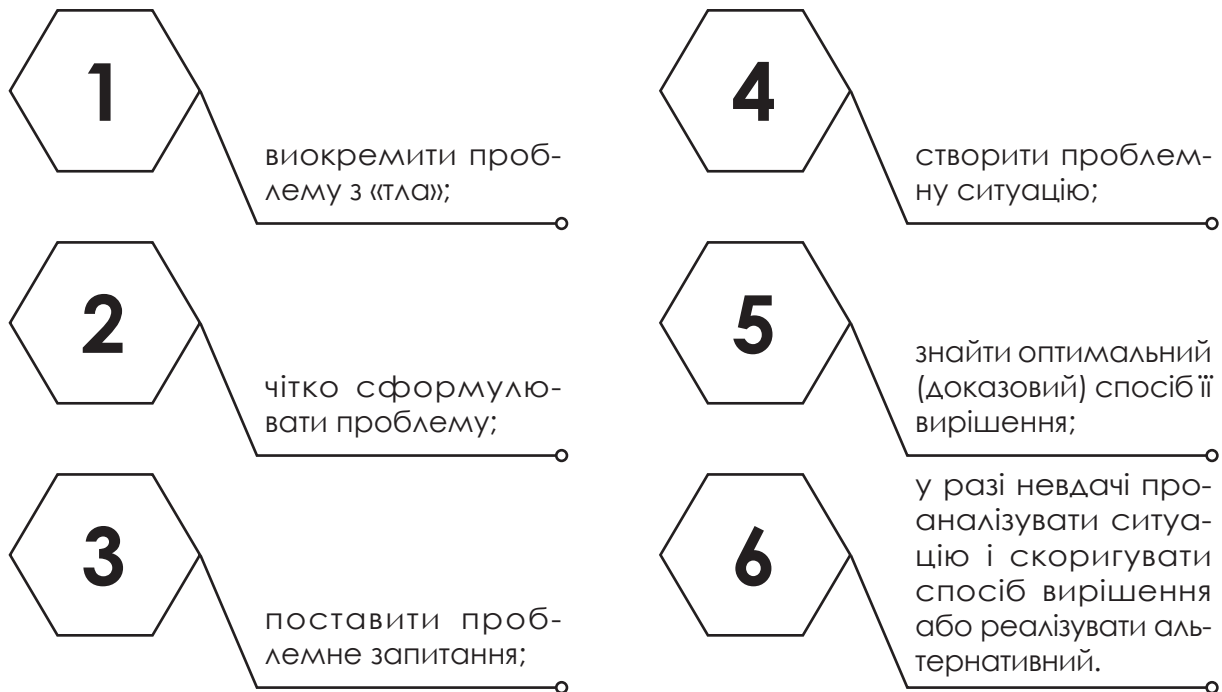 1
виокремити проб-
лему з «тла»;
2
чітко сформулю-
вати проблему;
3
поставити проб-
лемне запитання;
4
створити проблем-
ну ситуацію;
5
знайти оптимальний
(доказовий) спосіб її
вирішення;
6
у разі невдачі про-
аналізувати ситуа-
цію і скоригувати
спосіб вирішення
або реалізувати аль-
тернативний.